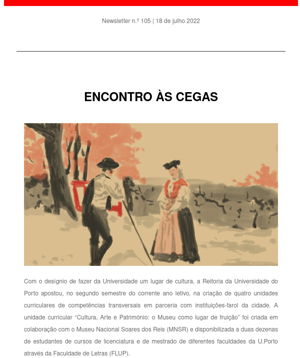 Newsletter n.º 105 | 18 de julho 2022
ENCONTRO ÀS CEGAS
Com o desígnio de fazer da Universidade um lugar de cultura, a Reitoria da Universidade do
Porto apostou, no segundo semestre do corrente ano letivo, na criação de quatro unidades
curriculares de competências transversais em parceria com instituições-farol da cidade. A
unidade curricular “Cultura, Arte e Património: o Museu como lugar de fruição” foi criada em
colaboração com o Museu Nacional Soares dos Reis (MNSR) e disponibilizada a duas dezenas
de estudantes de cursos de licenciatura e de mestrado de diferentes faculdades da U.Porto
através da Faculdade de Letras (FLUP).